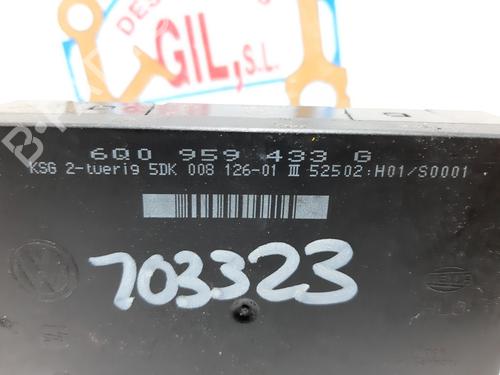 GIL, S.L.
6Q0 959 433 G
KSG 2-tuerig 5DK 008 126-01 III 52502:H01/S0001
703323